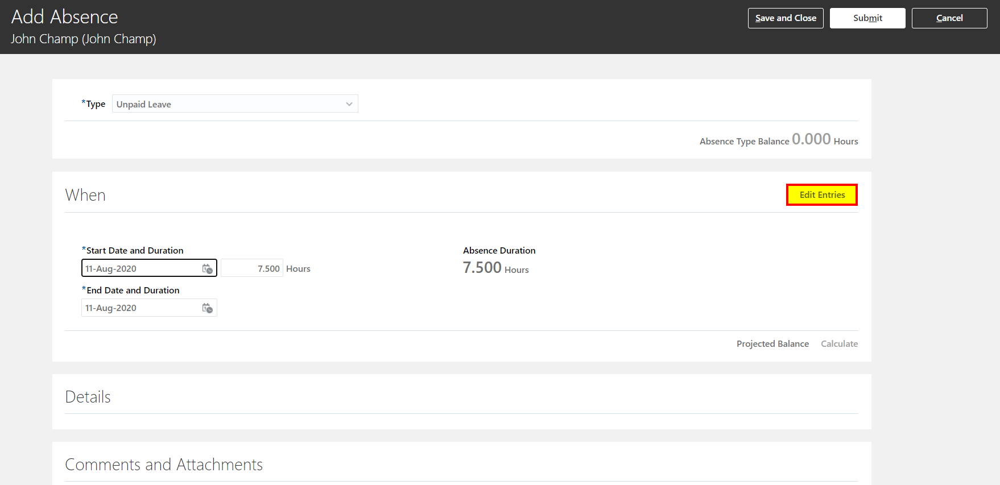 Add Absence
John Champ (John Champ)
Save and Close
Submit
Cancel
*Type
Unpaid Leave
Absence Type Balance 0.000 Hours
When
Edit Entries
*Start Date and Duration
11-Aug-2020
7.500 Hours
Absence Duration
7.500 Hours
*End Date and Duration
11-Aug-2020
Projected Balance
Calculate
Details
Comments and Attachments